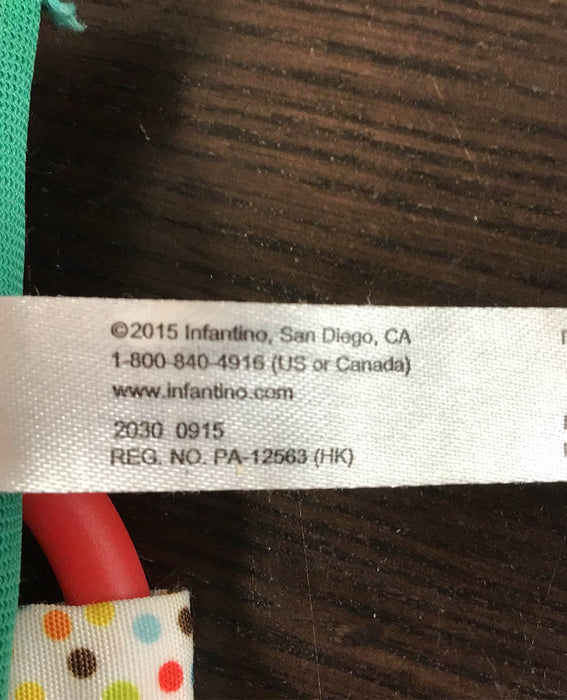 ©2015 Infantino, San Diego, CA
1-800-840-4916 (US or Canada)
www.infantino.com
2030 0915
REG. NO. PA-12563 (HK)